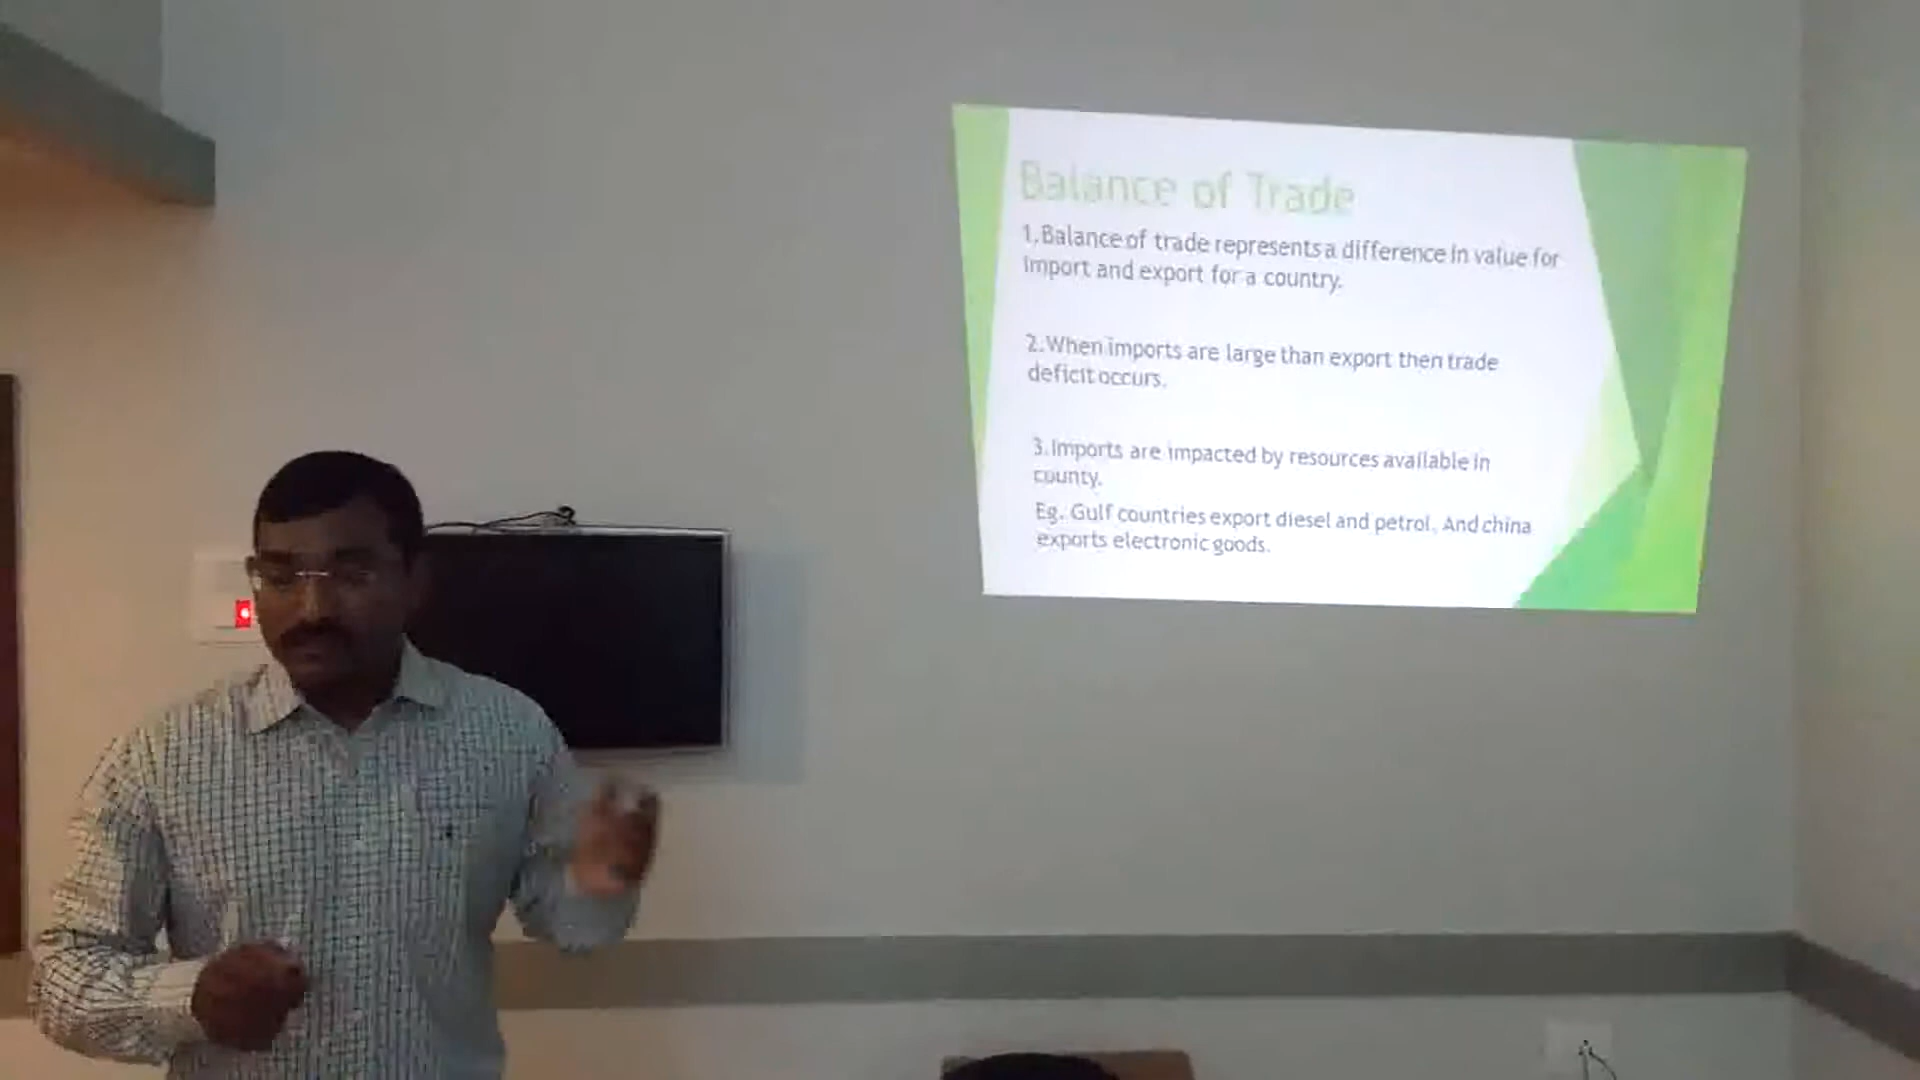 Balance of Trade
1.Balance of trade represents a difference in value for
import and export for a country.
2.When imports are large than export then trade
deficit occurs.
3.Imports are impacted by resources available in
county.
Eg. Gulf countries export diesel and petrol. And china
exports electronic goods.